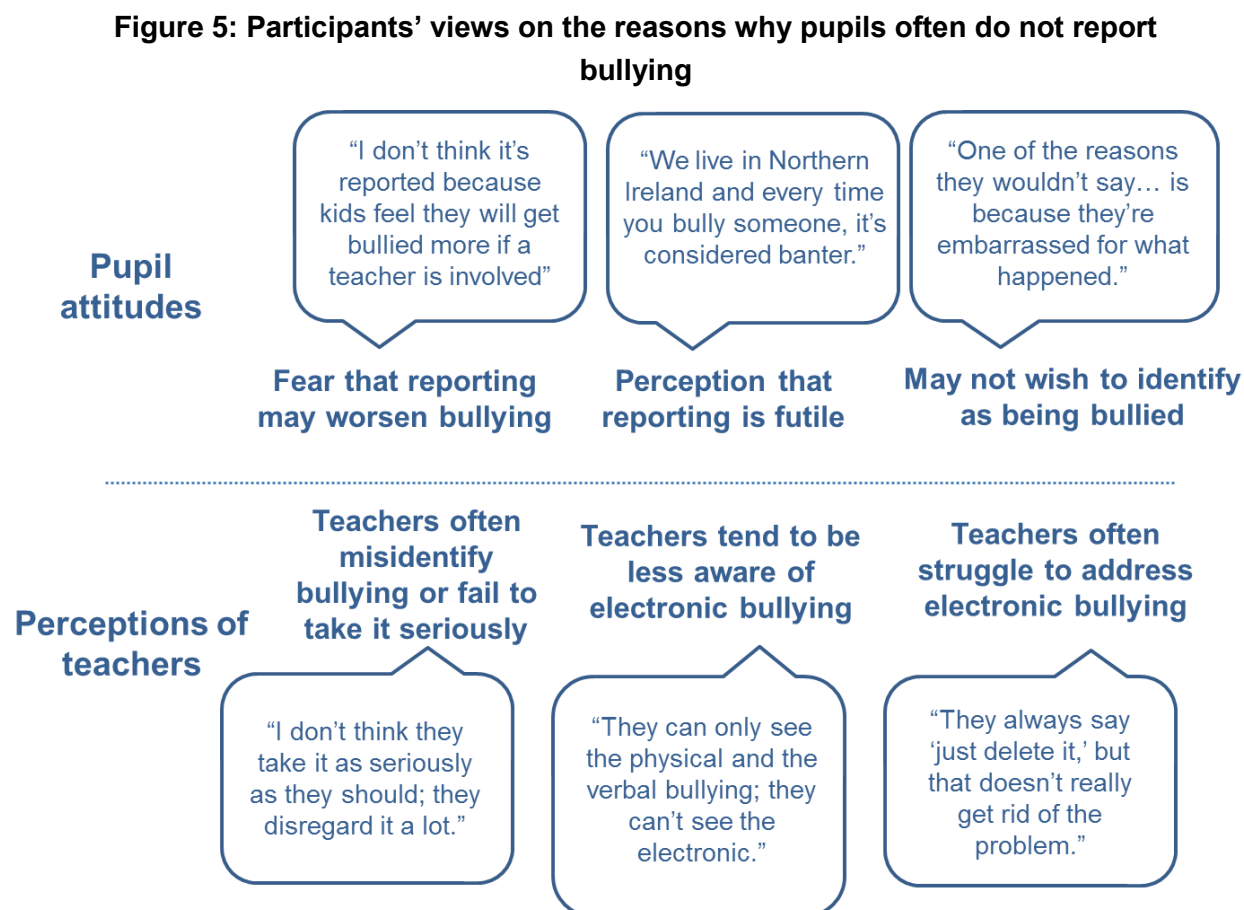 Figure 5: Participants’ views on the reasons why pupils often do not report
bullying
Pupil
attitudes
“I don’t think it’s
reported because
kids feel they will get
bullied more if a
teacher is involved”
Fear that reporting
may worsen bullying
“We live in Northern
Ireland and every time
you bully someone, it’s
considered banter.”
Perception that
reporting is futile
“One of the reasons
they wouldn’t say… is
because they’re
embarrassed for what
happened.”
May not wish to identify
as being bullied
Perceptions of
teachers
Teachers often
misidentify
bullying or fail to
take it seriously
“I don’t think they
take it as seriously
as they should; they
disregard it a lot.”
Teachers tend to be
less aware of
electronic bullying
“They can only see
the physical and the
verbal bullying; they
can’t see the
electronic.”
Teachers often
struggle to address
electronic bullying
“They always say
‘just delete it,’ but
that doesn’t really
get rid of the
problem.”